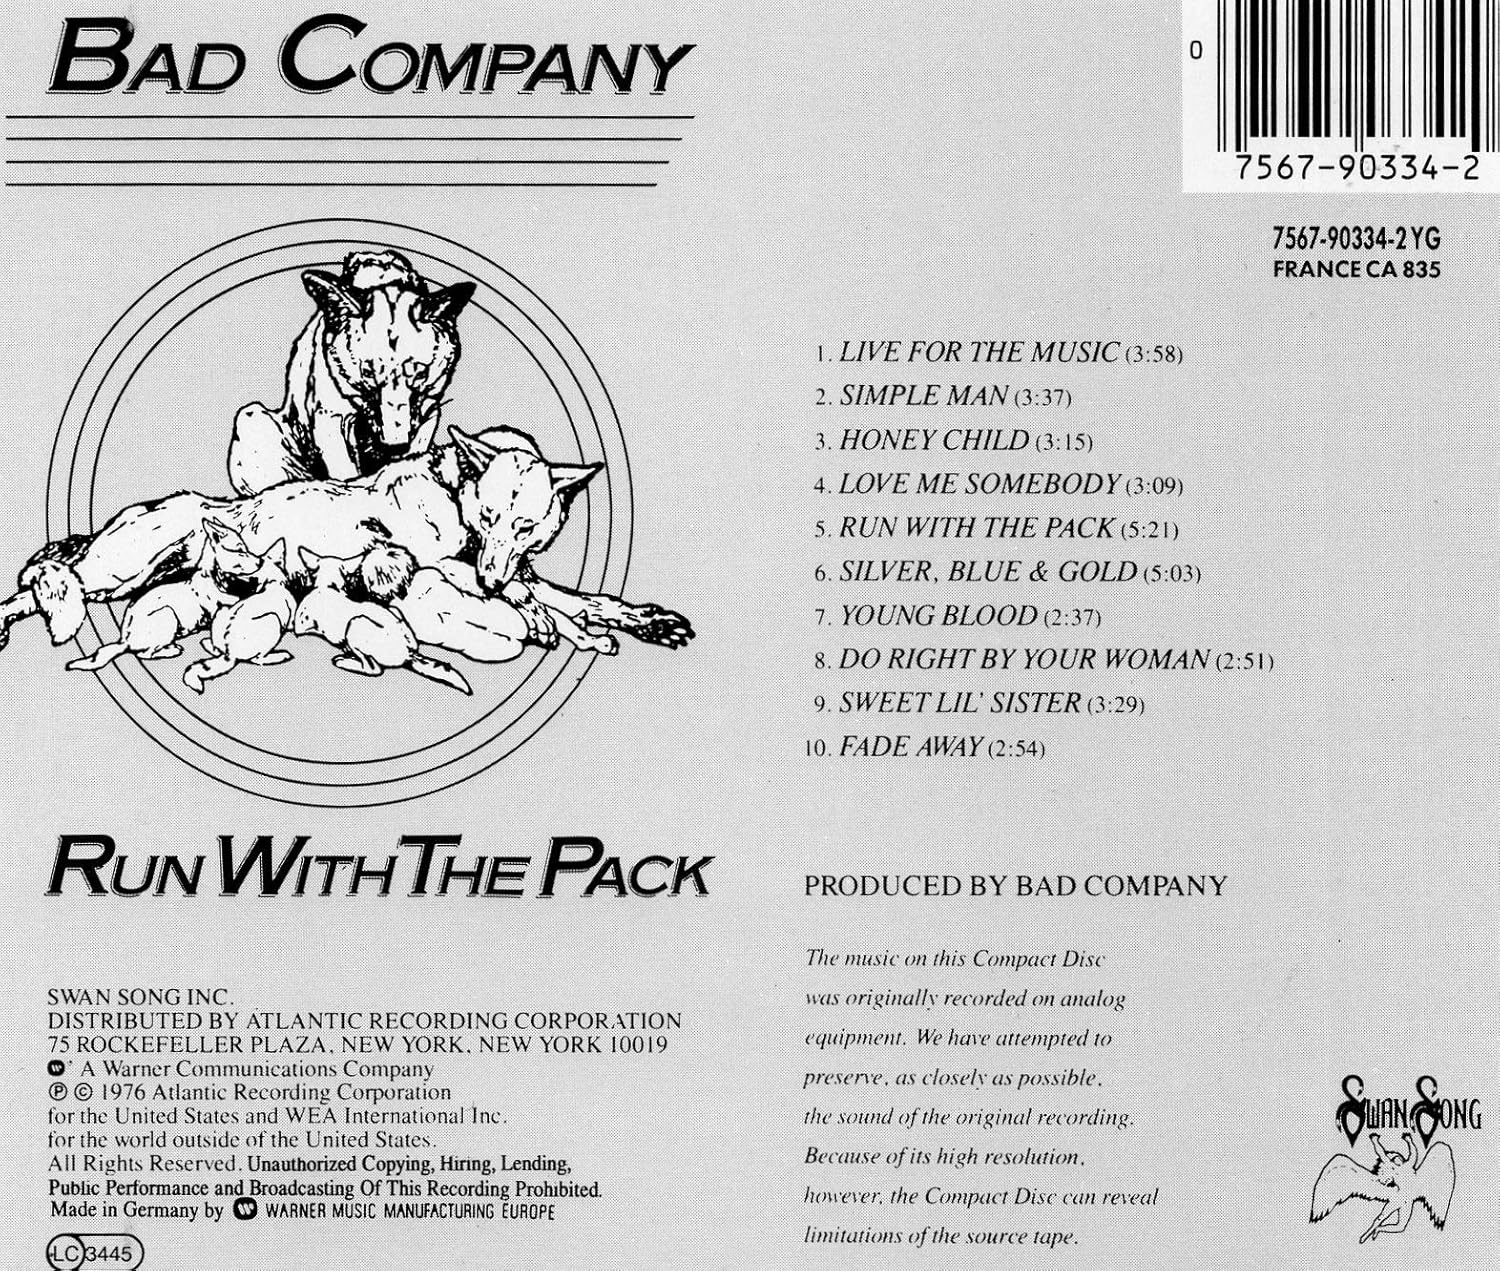 BAD COMPANY
0
7567-90334-2
7567-90334-2 YG
FRANCE CA 835
1. LIVE FOR THE MUSIC (3:58)
2. SIMPLE MAN (3:37)
3. HONEY CHILD (3:15)
4. LOVE ME SOMEBODY (3:09)
5. RUN WITH THE PACK (5:21)
6. SILVER, BLUE & GOLD (5:03)
7. YOUNG BLOOD (2:37)
8. DO RIGHT BY YOUR WOMAN (2:51)
9. SWEET LIL' SISTER (3:29)
10. FADE AWAY (2:54)
RUN WITH THE PACK
PRODUCED BY BAD COMPANY
The music on this Compact Disc
was originally recorded on analog
equipment. We have attempted to
preserve, as closely as possible,
the sound of the original recording.
Because of its high resolution,
however, the Compact Disc can reveal
limitations of the source tape.
SWAN SONG INC.
DISTRIBUTED BY ATLANTIC RECORDING CORPORATION
75 ROCKEFELLER PLAZA, NEW YORK, NEW YORK 10019
A Warner Communications Company
℗ © 1976 Atlantic Recording Corporation
for the United States and WEA International Inc.
for the world outside of the United States.
All Rights Reserved. Unauthorized Copying, Hiring, Lending,
Public Performance and Broadcasting Of This Recording Prohibited.
Made in Germany by WARNER MUSIC MANUFACTURING EUROPE
LC 3445
SWAN SONG